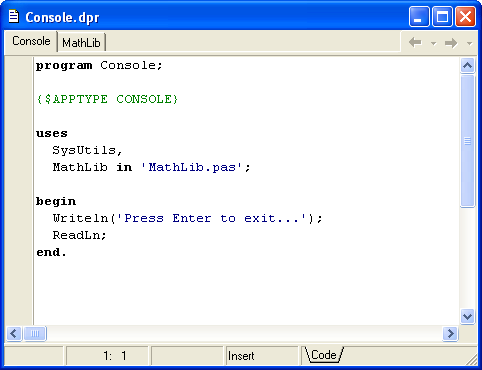 Console.dpr
Console MathLib
program Console;

{$APPTYPE CONSOLE}

uses
  SysUtils,
  MathLib in 'MathLib.pas';

begin
  Writeln('Press Enter to exit...');
  ReadLn;
end.
1: 1 Insert Code